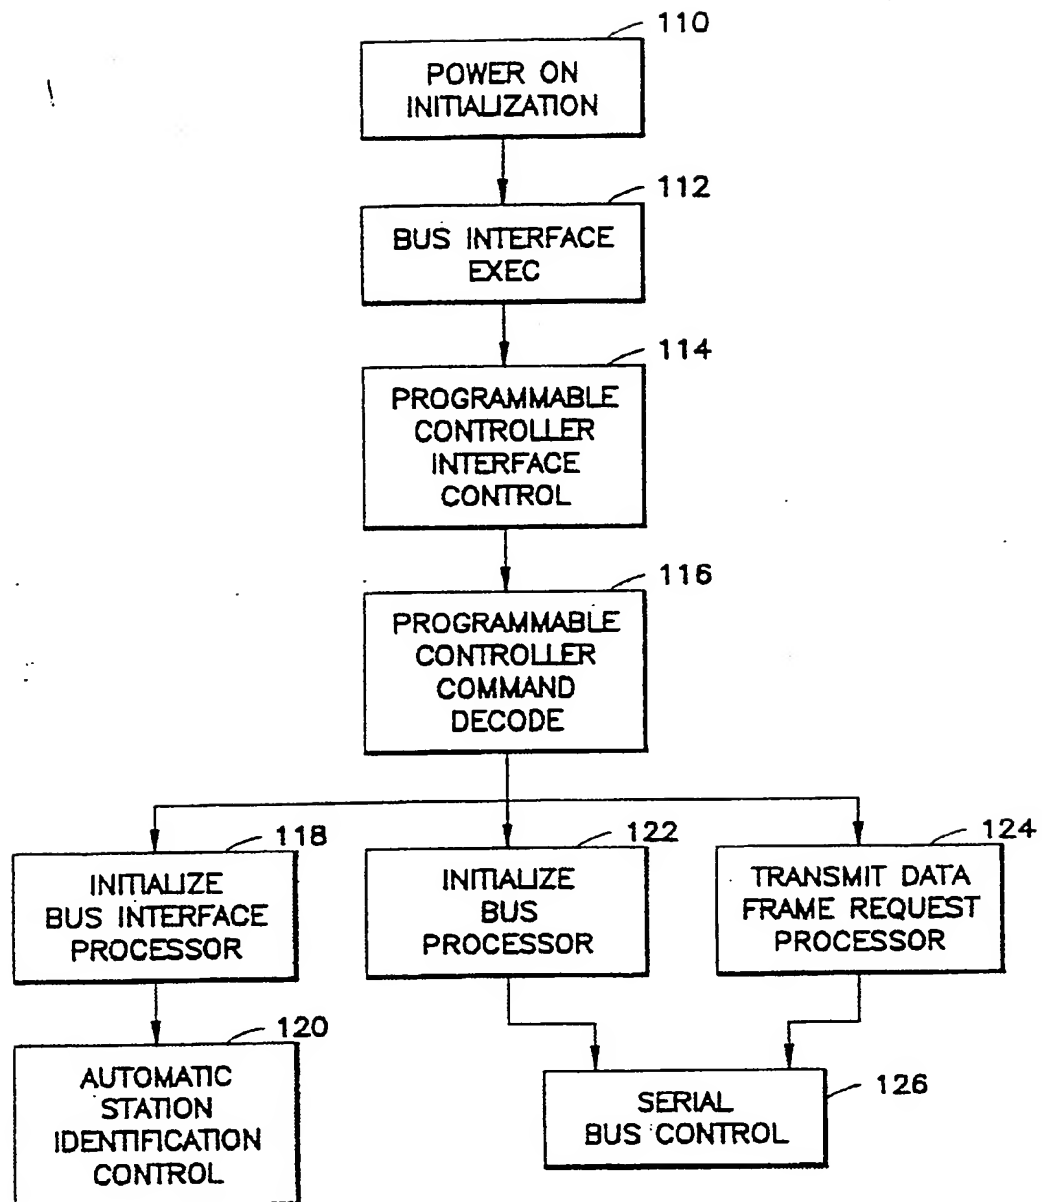 110
POWER ON
INITIALIZATION
112
BUS INTERFACE
EXEC
114
PROGRAMMABLE
CONTROLLER
INTERFACE
CONTROL
116
PROGRAMMABLE
CONTROLLER
COMMAND
DECODE
118
INITIALIZE
BUS INTERFACE
PROCESSOR
122
INITIALIZE
BUS
PROCESSOR
124
TRANSMIT DATA
FRAME REQUEST
PROCESSOR
120
AUTOMATIC
STATION
IDENTIFICATION
CONTROL
126
SERIAL
BUS CONTROL